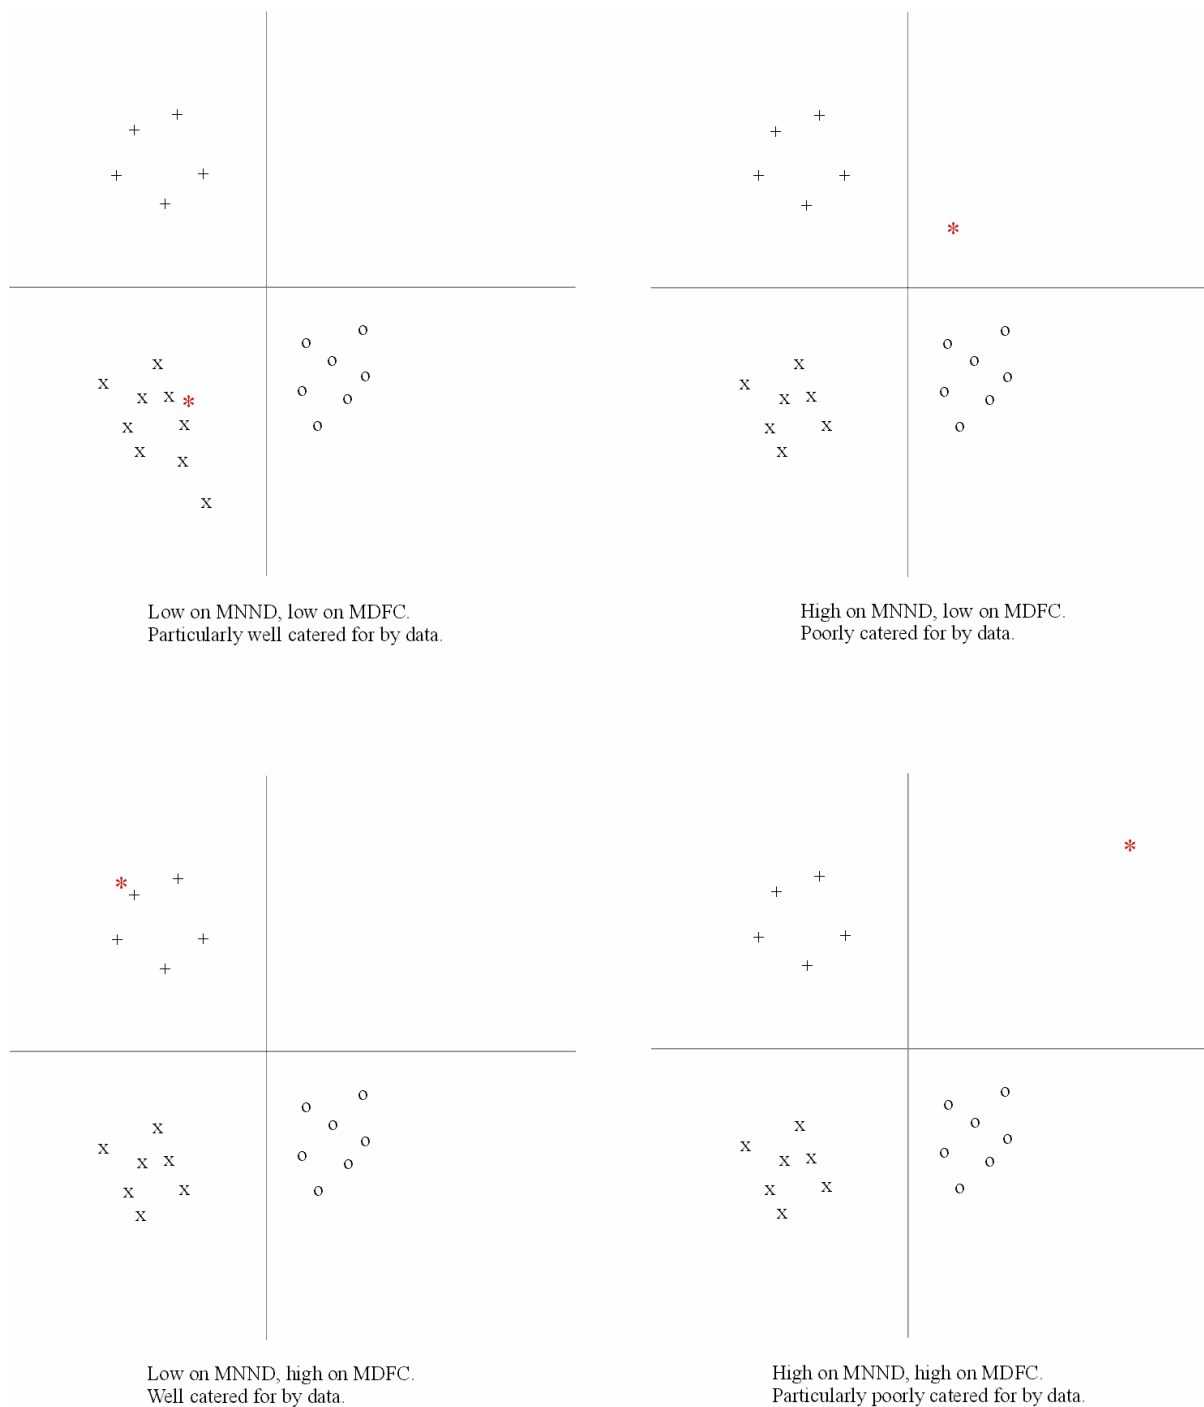 Low on MNND, low on MDFC.
Particularly well catered for by data.
High on MNND, low on MDFC.
Poorly catered for by data.
Low on MNND, high on MDFC.
Well catered for by data.
High on MNND, high on MDFC.
Particularly poorly catered for by data.